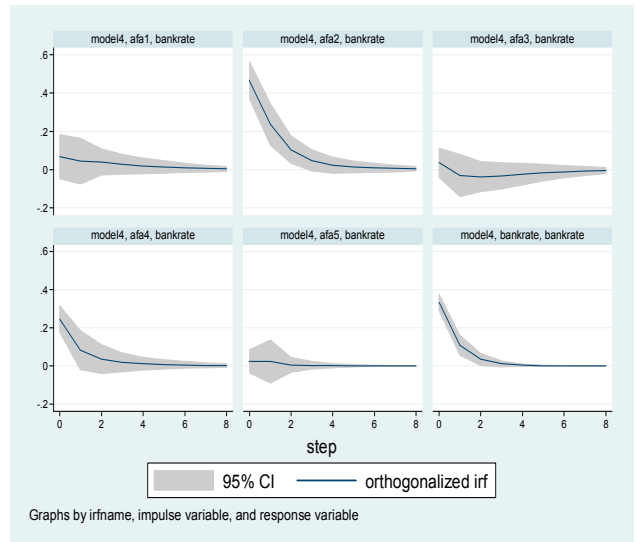 model4, afa1, bankrate
model4, afa2, bankrate
model4, afa3, bankrate
.6
.4
.2
0
-.2
model4, afa4, bankrate
model4, afa5, bankrate
model4, bankrate, bankrate
.6
.4
.2
0
-.2
0 2 4 6 8
0 2 4 6 8
0 2 4 6 8
step
95% CI
orthogonalized irf
Graphs by irfname, impulse variable, and response variable